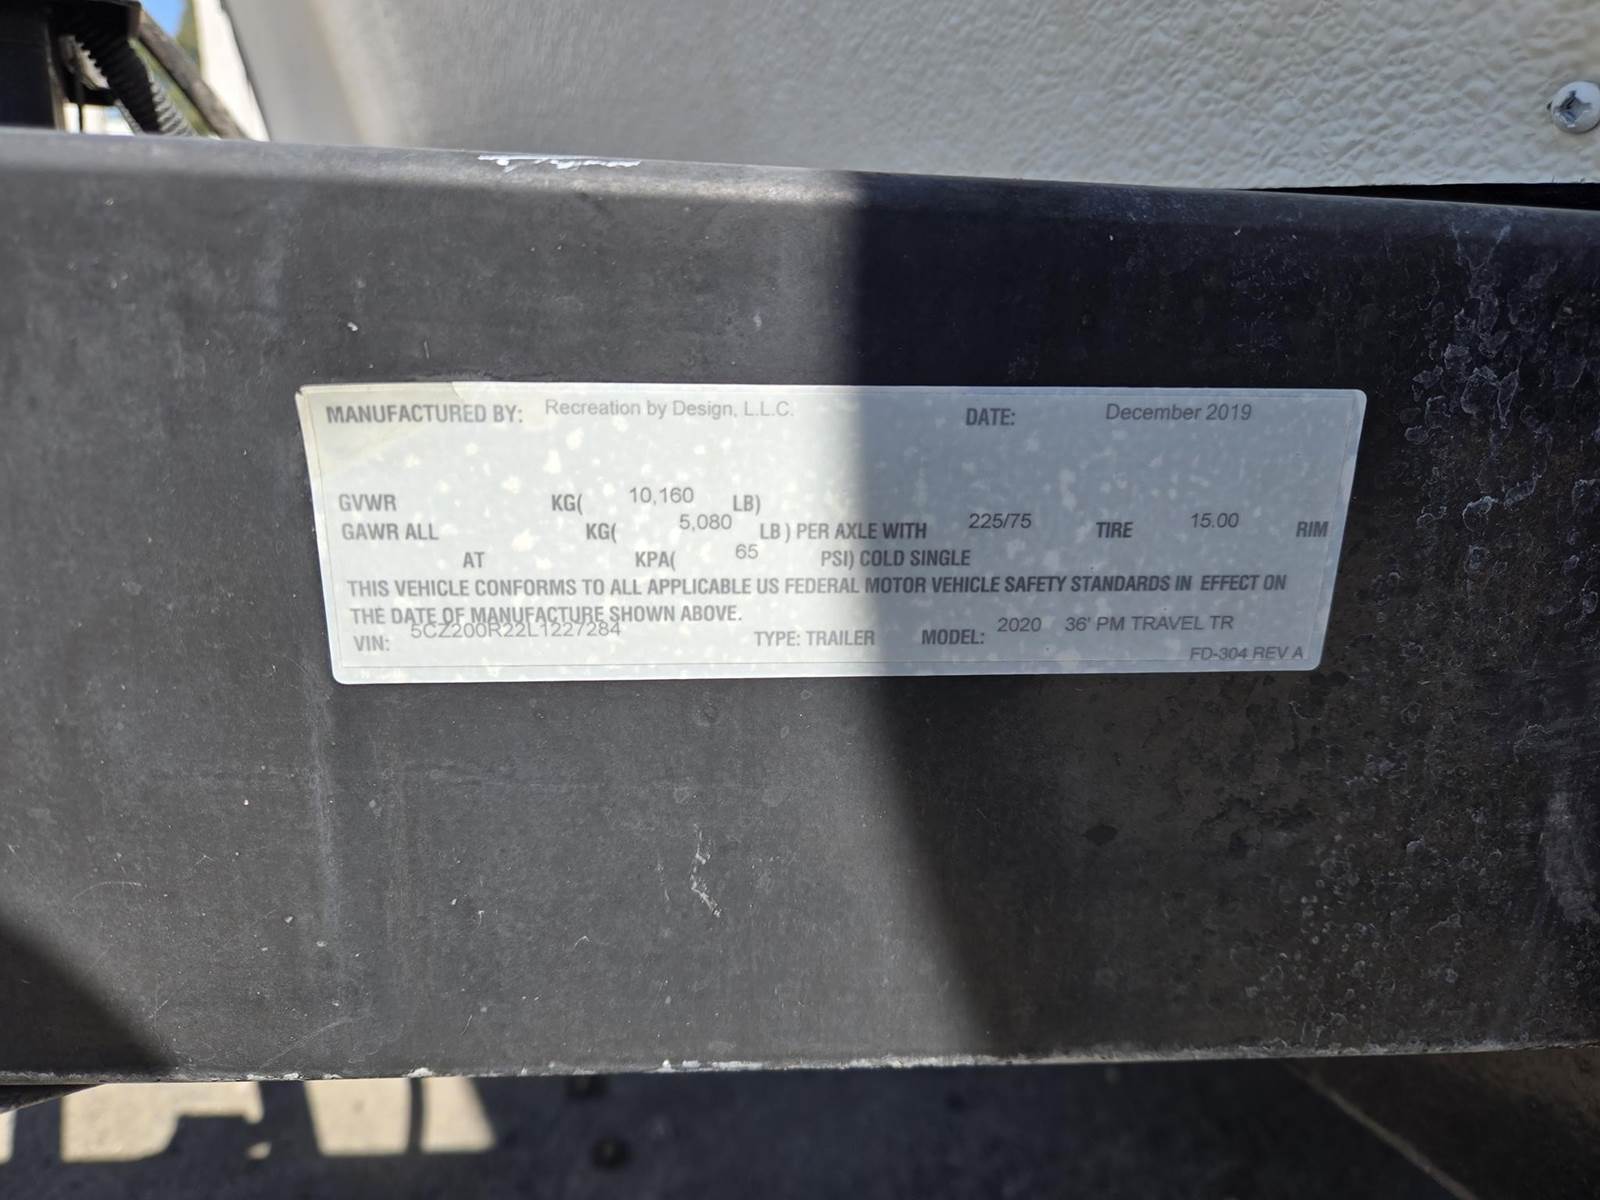 MANUFACTURED BY: Recreation by Design, L.L.C. DATE: December 2019
GVWR KG( 10,160 LB)
GAWR ALL KG( 5,080 LB) PER AXLE WITH 225/75 TIRE 15.00 RIM
AT KPA( 65 PSI) COLD SINGLE
THIS VEHICLE CONFORMS TO ALL APPLICABLE US FEDERAL MOTOR VEHICLE SAFETY STANDARDS IN EFFECT ON
THE DATE OF MANUFACTURE SHOWN ABOVE.
VIN: 5CZ200R22L1227284 TYPE: TRAILER MODEL: 2020 36' PM TRAVEL TR
FD-304 REV A